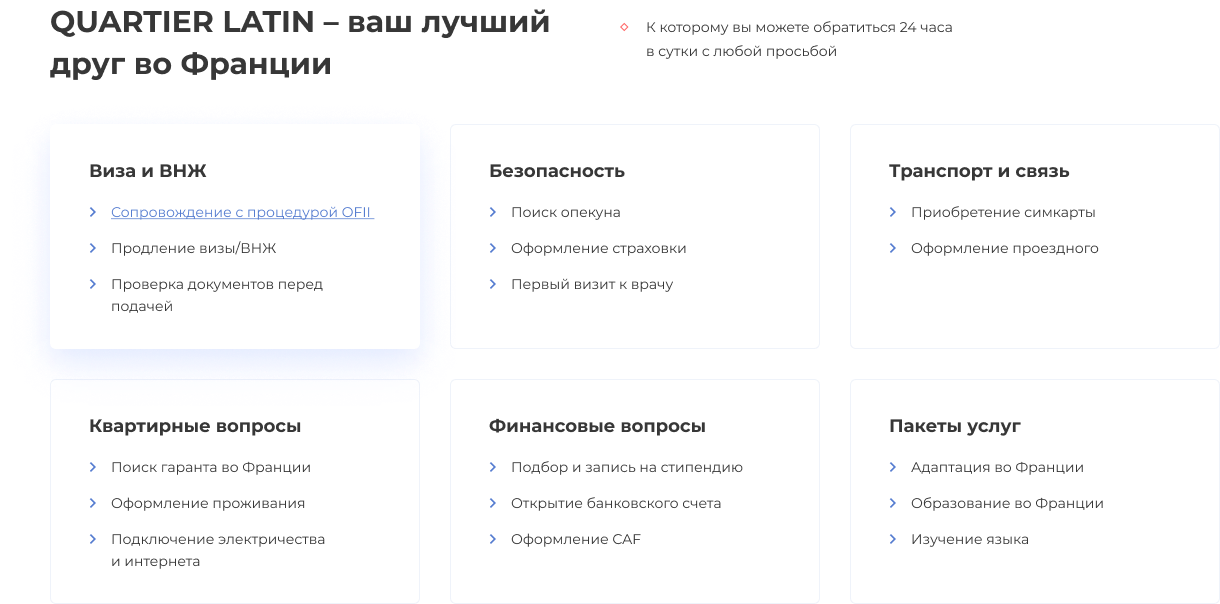 QUARTIER LATIN – ваш лучший
друг во Франции
К которому вы можете обратиться 24 часа
в сутки с любой просьбой
Виза и ВНЖ
Сопровождение с процедурой OFII
Продление визы/ВНЖ
Проверка документов перед
подачей
Безопасность
Поиск опекуна
Оформление страховки
Первый визит к врачу
Транспорт и связь
Приобретение симкарты
Оформление проездного
Квартирные вопросы
Поиск гаранта во Франции
Оформление проживания
Подключение электричества
и интернета
Финансовые вопросы
Подбор и запись на стипендию
Открытие банковского счета
Оформление CAF
Пакеты услуг
Адаптация во Франции
Образование во Франции
Изучение языка